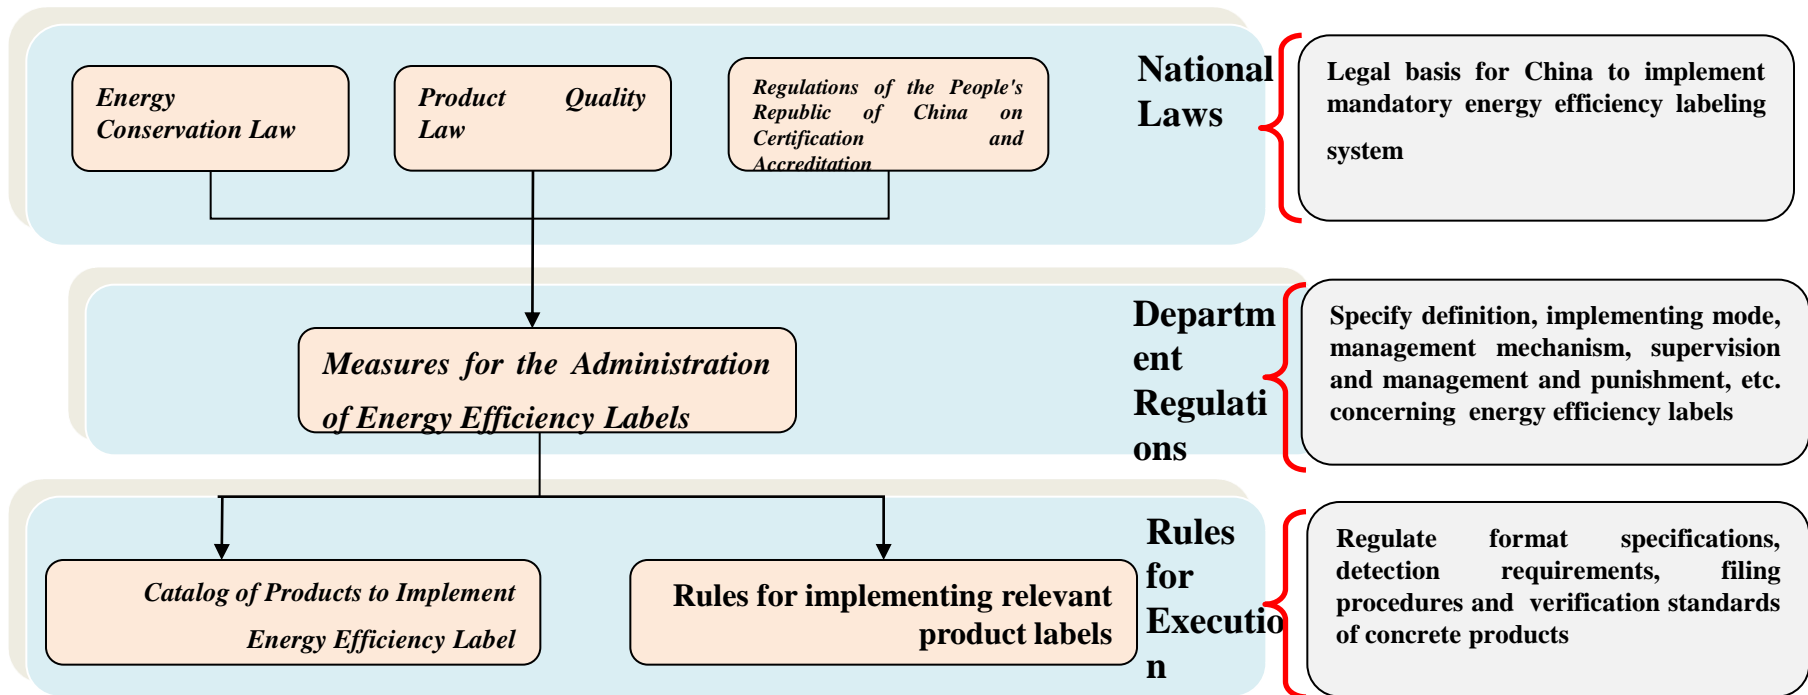 Energy
Conservation Law
Product Quality
Law
Regulations of the People's
Republic of China on
Certification and
Accreditation
National
Laws
Legal basis for China to implement
mandatory energy efficiency labeling
system
Measures for the Administration
of Energy Efficiency Labels
Departm
ent
Regulati
ons
Specify definition, implementing mode,
management mechanism, supervision
and management and punishment, etc.
concerning energy efficiency labels
Catalog of Products to Implement
Energy Efficiency Label
Rules for implementing relevant
product labels
Rules
for
Executio
n
Regulate format specifications,
detection requirements, filing
procedures and verification standards
of concrete products